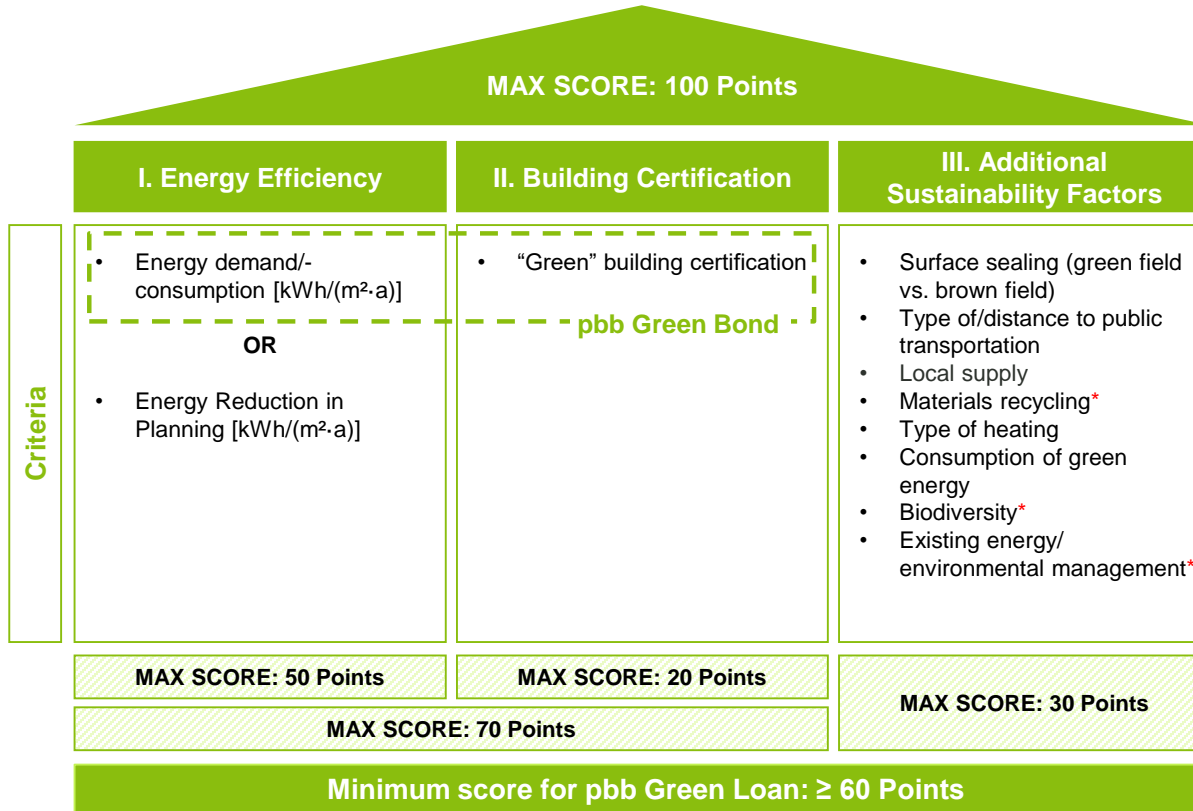 MAX SCORE: 100 Points
I. Energy Efficiency
II. Building Certification
III. Additional
Sustainability Factors
Criteria
• Energy demand/-
consumption [kWh/(m²·a)]
OR
• Energy Reduction in
Planning [kWh/(m²·a)]
• “Green” building certification
pbb Green Bond
• Surface sealing (green field
vs. brown field)
• Type of/distance to public
transportation
• Local supply
• Materials recycling*
• Type of heating
• Consumption of green
energy
• Biodiversity*
• Existing energy/
environmental management*
MAX SCORE: 50 Points
MAX SCORE: 20 Points
MAX SCORE: 70 Points
MAX SCORE: 30 Points
Minimum score for pbb Green Loan: ≥ 60 Points